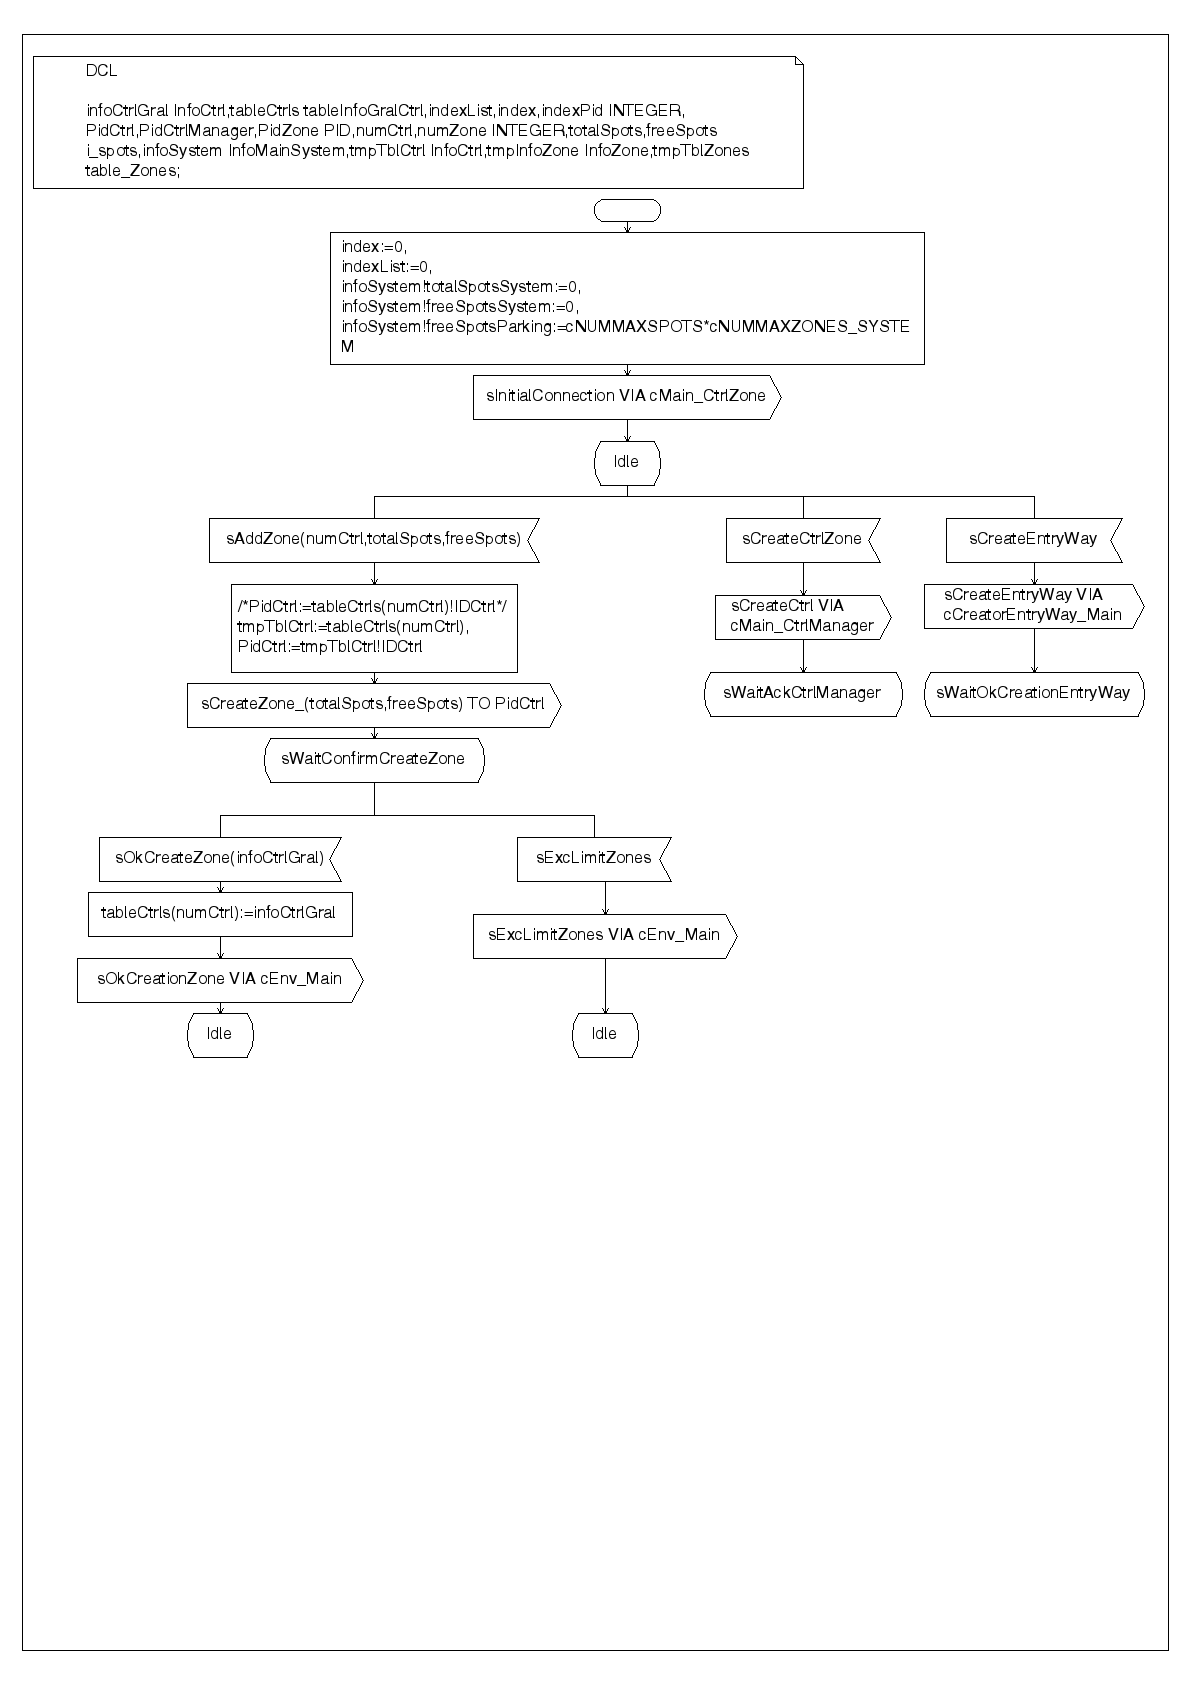 DCL
infoCtrlGral InfoCtrl,tableCtrls tableInfoGralCtrl,indexList,index,indexPid INTEGER,
PidCtrl,PidCtrlManager,PidZone PID,numCtrl,numZone INTEGER,totalSpots,freeSpots
i_spots,infoSystem InfoMainSystem,tmpTblCtrl InfoCtrl,tmpInfoZone InfoZone,tmpTblZones
table_Zones;
index:=0,
indexList:=0,
infoSystem!totalSpotsSystem:=0,
infoSystem!freeSpotsSystem:=0,
infoSystem!freeSpotsParking:=cNUMMAXSPOTS*cNUMMAXZONES_SYSTE
M
sInitialConnection VIA cMain_CtrlZone
Idle
sAddZone(numCtrl,totalSpots,freeSpots)
/*PidCtrl:=tableCtrls(numCtrl)!IDCtrl*/
tmpTblCtrl:=tableCtrls(numCtrl),
PidCtrl:=tmpTblCtrl!IDCtrl
sCreateZone_(totalSpots,freeSpots) TO PidCtrl
sWaitConfirmCreateZone
sOkCreateZone(infoCtrlGral)
tableCtrls(numCtrl):=infoCtrlGral
sOkCreationZone VIA cEnv_Main
Idle
sExcLimitZones
sExcLimitZones VIA cEnv_Main
Idle
sCreateCtrlZone
sCreateCtrl VIA
cMain_CtrlManager
sWaitAckCtrlManager
sCreateEntryWay
sCreateEntryWay VIA
cCreatorEntryWay_Main
sWaitOkCreationEntryWay